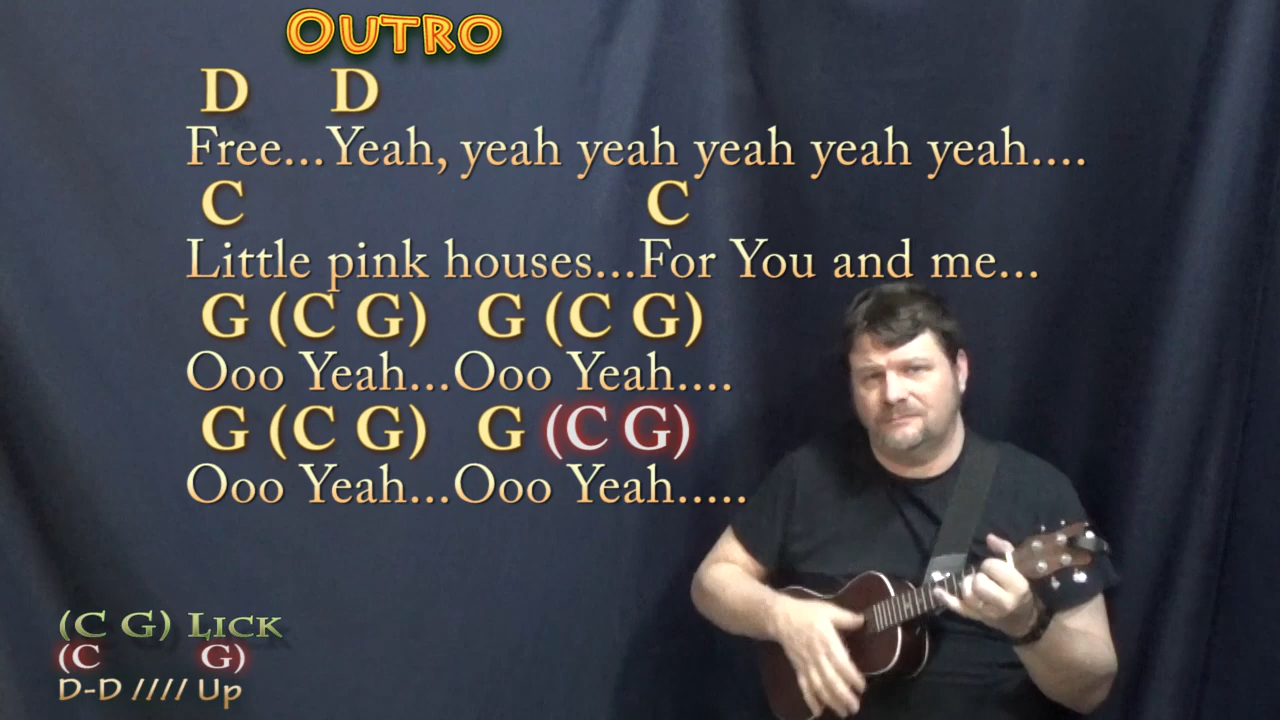 OUTRO
D D
Free...Yeah, yeah yeah yeah yeah yeah....
C C
Little pink houses...For You and me...
G (C G) G (C G)
Ooo Yeah...Ooo Yeah....
G (C G) G (C G)
Ooo Yeah...Ooo Yeah.....
(C G) LICK
(C G)
D-D //// Up